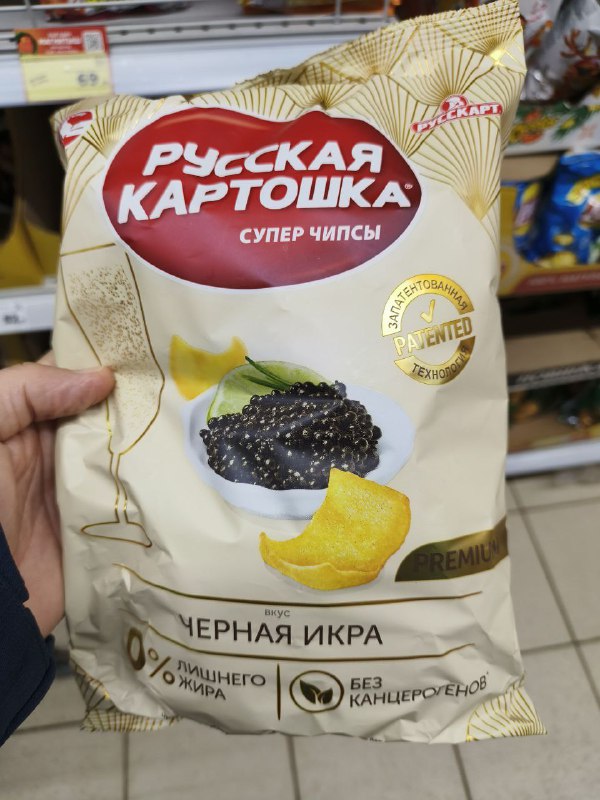 69
РУССКАРТ
РУССКАЯ
КАРТОШКА®
СУПЕР ЧИПСЫ
ЗАПАТЕНТОВАННАЯ
PATENTED
ТЕХНОЛОГИЯ
PREMIUM
вкус
ЧЕРНАЯ ИКРА
0% ЛИШНЕГО
ЖИРА
БЕЗ
КАНЦЕРОГЕНОВ*